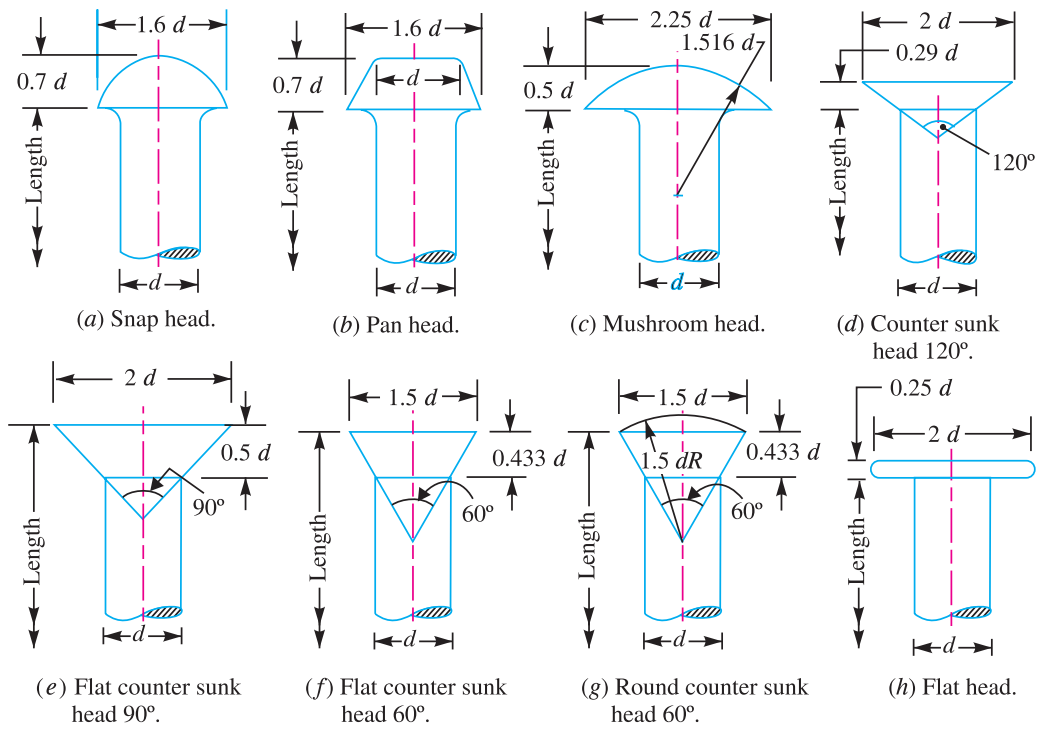 1.6 d
0.7 d
Length
d
(a) Snap head.
1.6 d
d
0.7 d
Length
d
(b) Pan head.
2.25 d
1.516 d
0.5 d
Length
d
(c) Mushroom head.
2 d
0.29 d
Length
120º
d
(d) Counter sunk
head 120º.
2 d
0.5 d
90º
Length
d
(e) Flat counter sunk
head 90º.
1.5 d
0.433 d
60º
Length
d
(f) Flat counter sunk
head 60º.
1.5 d
1.5 dR
0.433 d
60º
Length
d
(g) Round counter sunk
head 60º.
0.25 d
2 d
Length
d
(h) Flat head.